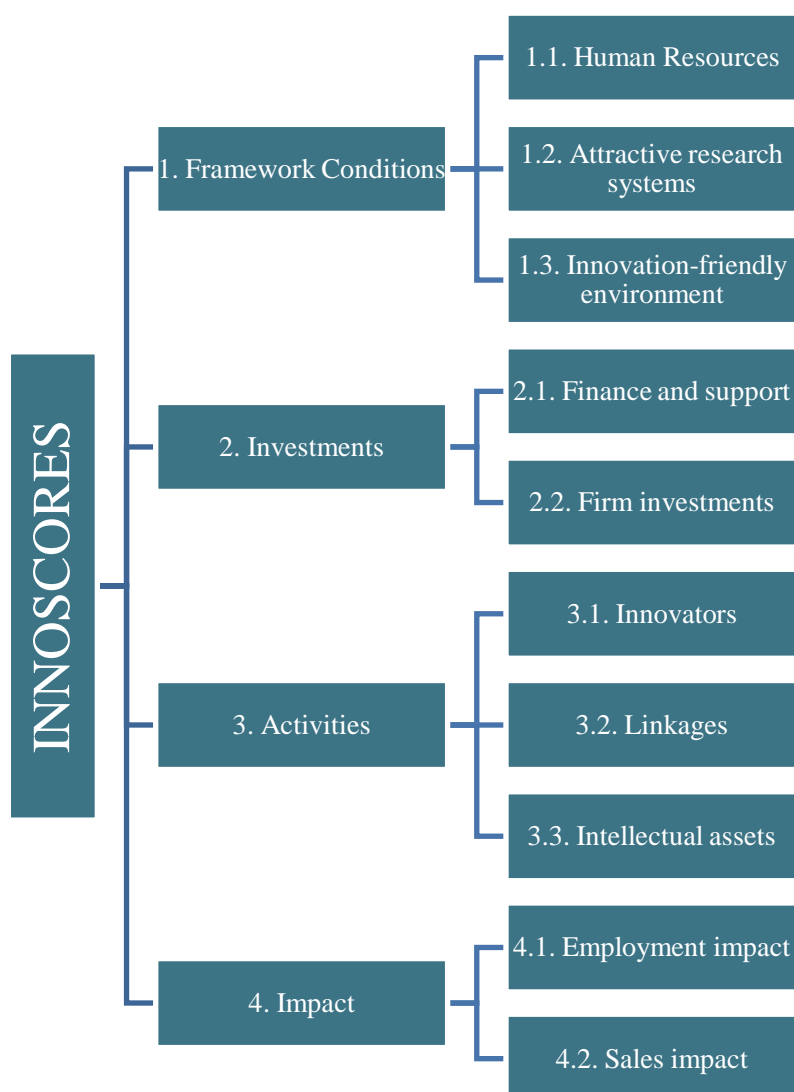 INNOSCORES
1. Framework Conditions
1.1. Human Resources
1.2. Attractive research
systems
1.3. Innovation-friendly
environment
2. Investments
2.1. Finance and support
2.2. Firm investments
3. Activities
3.1. Innovators
3.2. Linkages
3.3. Intellectual assets
4. Impact
4.1. Employment impact
4.2. Sales impact